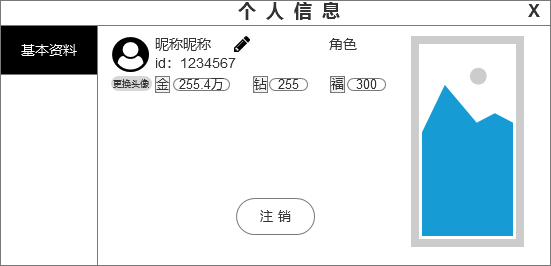 个 人 信 息 X
基本资料
昵称昵称 角色
id：1234567
更换头像 金 255.4万 钻 255 福 300
注 销